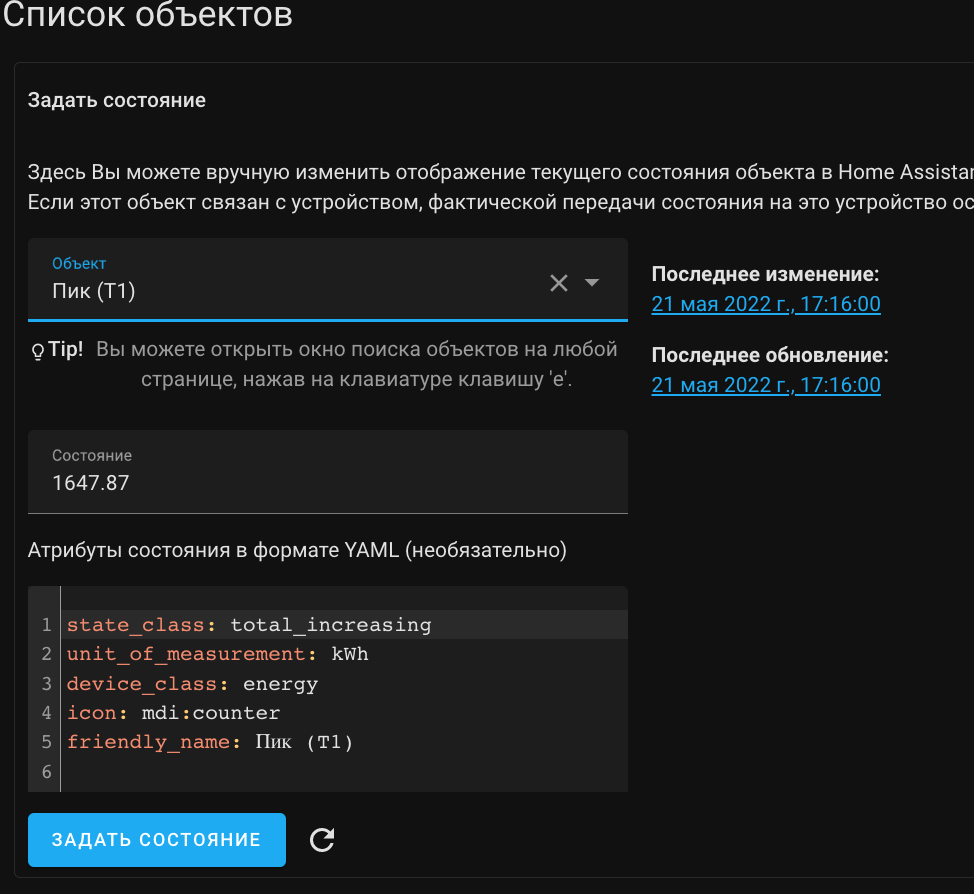 Список объектов
Задать состояние
Здесь Вы можете вручную изменить отображение текущего состояния объекта в Home Assistan
Если этот объект связан с устройством, фактической передачи состояния на это устройство ос
Объект
Пик (T1)
Последнее изменение:
21 мая 2022 г., 17:16:00
Tip! Вы можете открыть окно поиска объектов на любой
странице, нажав на клавиатуре клавишу 'e'.
Последнее обновление:
21 мая 2022 г., 17:16:00
Состояние
1647.87
Атрибуты состояния в формате YAML (необязательно)
1 state_class: total_increasing
2 unit_of_measurement: kWh
3 device_class: energy
4 icon: mdi:counter
5 friendly_name: Пик (T1)
6
ЗАДАТЬ СОСТОЯНИЕ